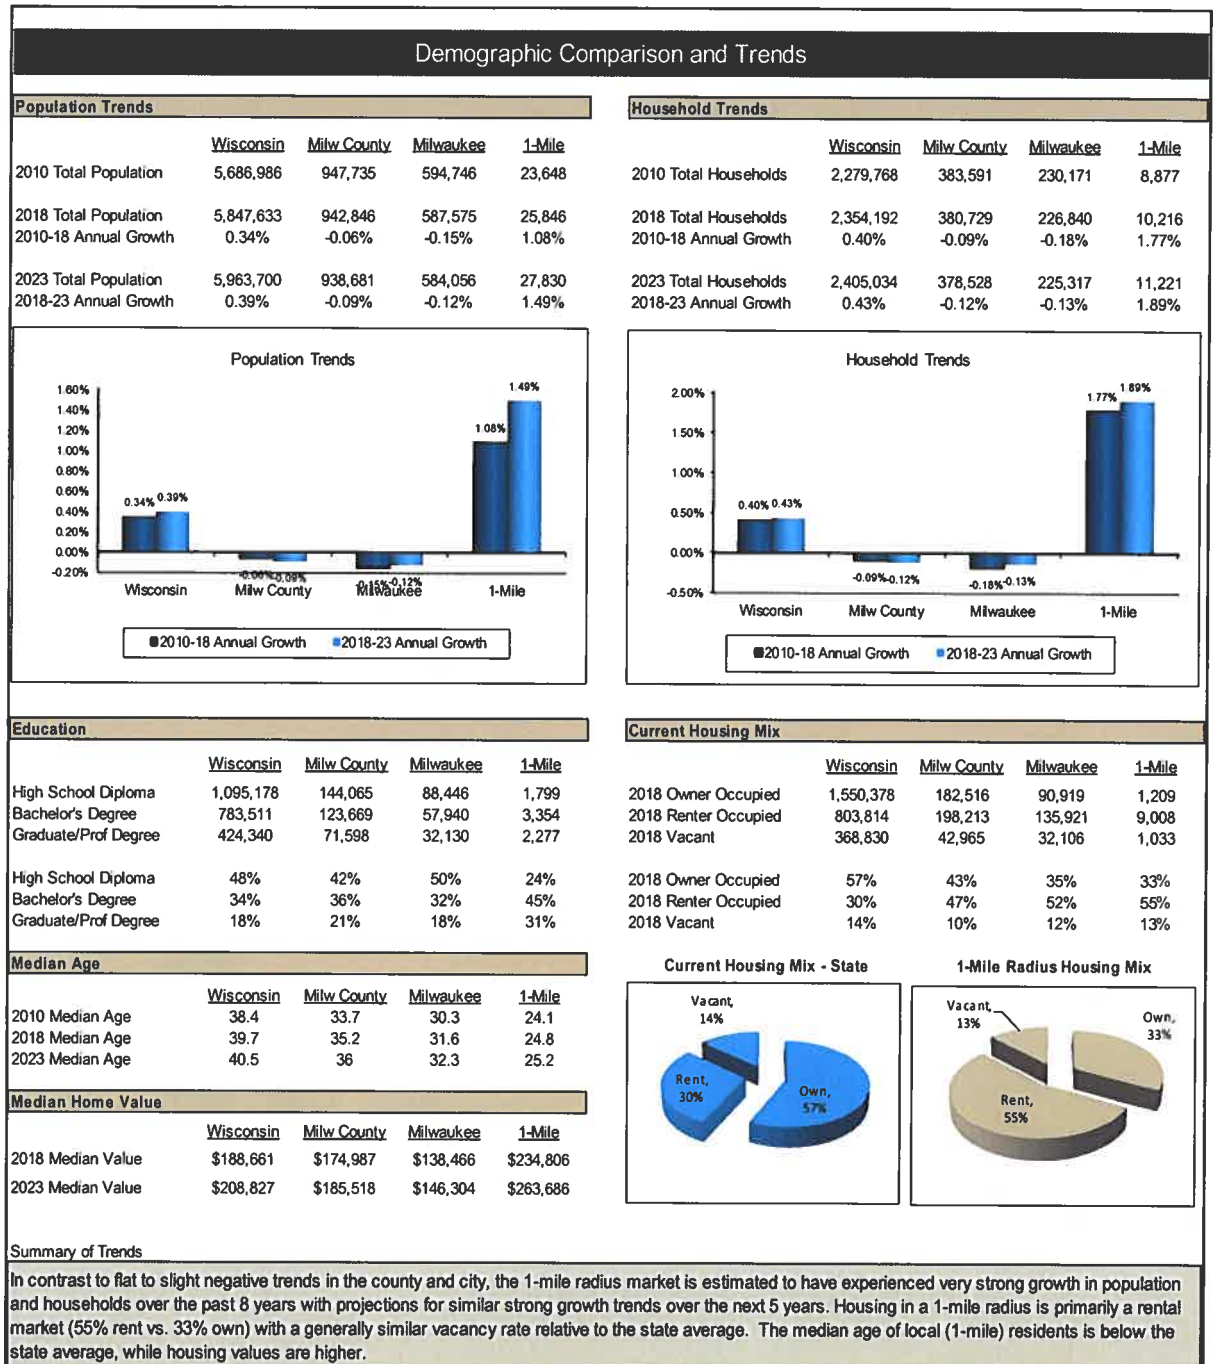 Demographic Comparison and Trends
Population Trends
Wisconsin Milw County Milwaukee 1-Mile
2010 Total Population 5,686,986 947,735 594,746 23,648
2018 Total Population 5,847,633 942,846 587,575 25,846
2010-18 Annual Growth 0.34% -0.06% -0.15% 1.08%
2023 Total Population 5,963,700 938,681 584,056 27,830
2018-23 Annual Growth 0.39% -0.09% -0.12% 1.49%
Household Trends
Wisconsin Milw County Milwaukee 1-Mile
2010 Total Households 2,279,768 383,591 230,171 8,877
2018 Total Households 2,354,192 380,729 226,840 10,216
2010-18 Annual Growth 0.40% -0.09% -0.18% 1.77%
2023 Total Households 2,405,034 378,528 225,317 11,221
2018-23 Annual Growth 0.43% -0.12% -0.13% 1.89%
Population Trends
1.60%
1.40%
1.20%
1.00%
0.80%
0.60%
0.40%
0.20%
0.00%
-0.20%
0.34% 0.39%
-0.06% -0.09%
-0.15% -0.12%
1.08% 1.49%
Wisconsin Milw County Milwaukee 1-Mile
2010-18 Annual Growth 2018-23 Annual Growth
Household Trends
2.00%
1.50%
1.00%
0.50%
0.00%
-0.50%
0.40% 0.43%
-0.09% -0.12%
-0.18% -0.13%
1.77% 1.89%
Wisconsin Milw County Milwaukee 1-Mile
2010-18 Annual Growth 2018-23 Annual Growth
Education
Wisconsin Milw County Milwaukee 1-Mile
High School Diploma 1,095,178 144,065 88,446 1,799
Bachelor's Degree 783,511 123,669 57,940 3,354
Graduate/Prof Degree 424,340 71,598 32,130 2,277
High School Diploma 48% 42% 50% 24%
Bachelor's Degree 34% 36% 32% 45%
Graduate/Prof Degree 18% 21% 18% 31%
Median Age
Wisconsin Milw County Milwaukee 1-Mile
2010 Median Age 38.4 33.7 30.3 24.1
2018 Median Age 39.7 35.2 31.6 24.8
2023 Median Age 40.5 36 32.3 25.2
Median Home Value
Wisconsin Milw County Milwaukee 1-Mile
2018 Median Value $188,661 $174,987 $138,466 $234,806
2023 Median Value $208,827 $185,518 $146,304 $263,686
Current Housing Mix
Wisconsin Milw County Milwaukee 1-Mile
2018 Owner Occupied 1,550,378 182,516 90,919 1,209
2018 Renter Occupied 803,814 198,213 135,921 9,008
2018 Vacant 368,830 42,965 32,106 1,033
2018 Owner Occupied 57% 43% 35% 33%
2018 Renter Occupied 30% 47% 52% 55%
2018 Vacant 14% 10% 12% 13%
Current Housing Mix - State
Vacant,
14%
Rent,
30%
Own,
57%
1-Mile Radius Housing Mix
Vacant,
13%
Own,
33%
Rent,
55%
Summary of Trends
In contrast to flat to slight negative trends in the county and city, the 1-mile radius market is estimated to have experienced very strong growth in population
and households over the past 8 years with projections for similar strong growth trends over the next 5 years. Housing in a 1-mile radius is primarily a rental
market (55% rent vs. 33% own) with a generally similar vacancy rate relative to the state average. The median age of local (1-mile) residents is below the
state average, while housing values are higher.